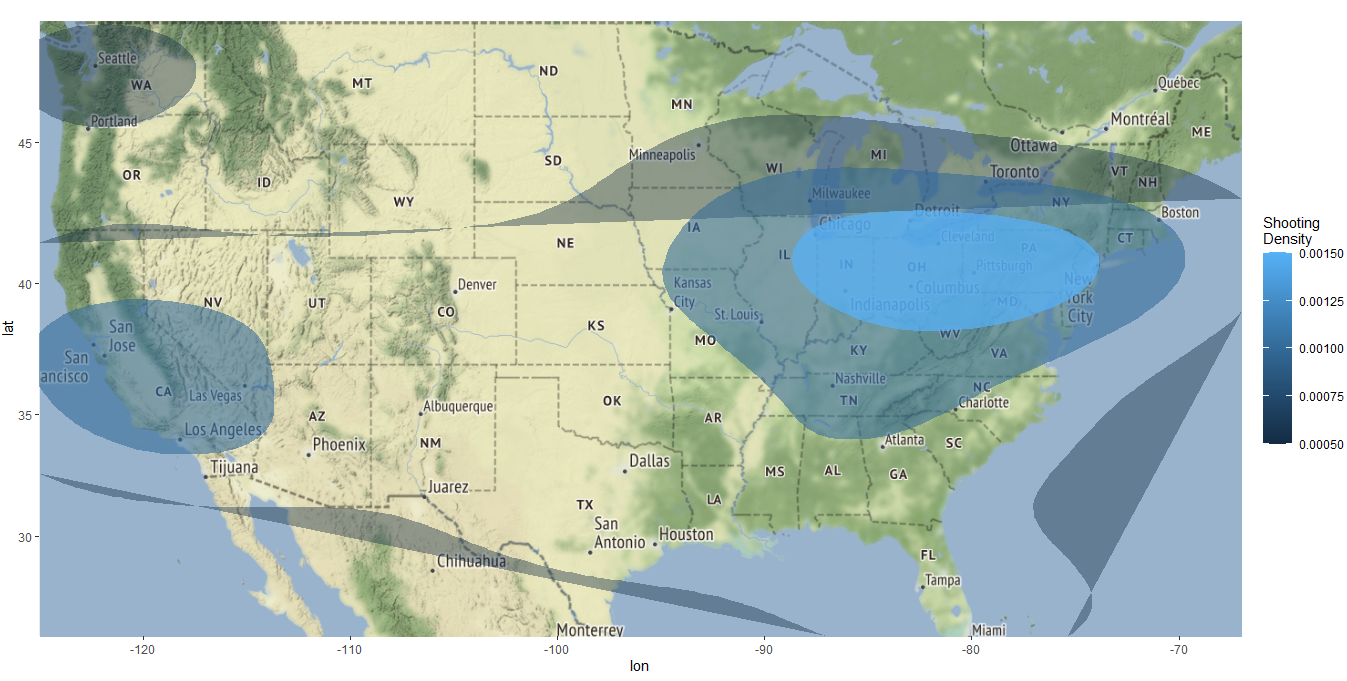 Seattle
WA
Portland
OR
ID
MT
ND
MN
SD
Minneapolis
WI
MI
WY
Ottawa
Toronto
Montréal
Québec
ME
VT
NH
NY
Boston
CT
Milwaukee
Detroit
Chicago
IA
NE
IL
IN
OH
Cleveland
PA
Pittsburgh
Columbus
Indianapolis
MD
New
York
City
NV
UT
Denver
CO
KS
Kansas
City
St. Louis
MO
KY
WV
VA
San
Jose
San
ancisco
CA
Las Vegas
Los Angeles
AZ
Phoenix
Albuquerque
NM
OK
AR
Nashville
TN
NC
Charlotte
SC
Atlanta
GA
AL
MS
LA
Tijuana
Juarez
Dallas
TX
San
Antonio
Houston
FL
Tampa
Miami
Chihuahua
Monterrey
45
40
35
30
lat
-120
-110
-100
-90
-80
-70
lon
Shooting
Density
0.00150
0.00125
0.00100
0.00075
0.00050